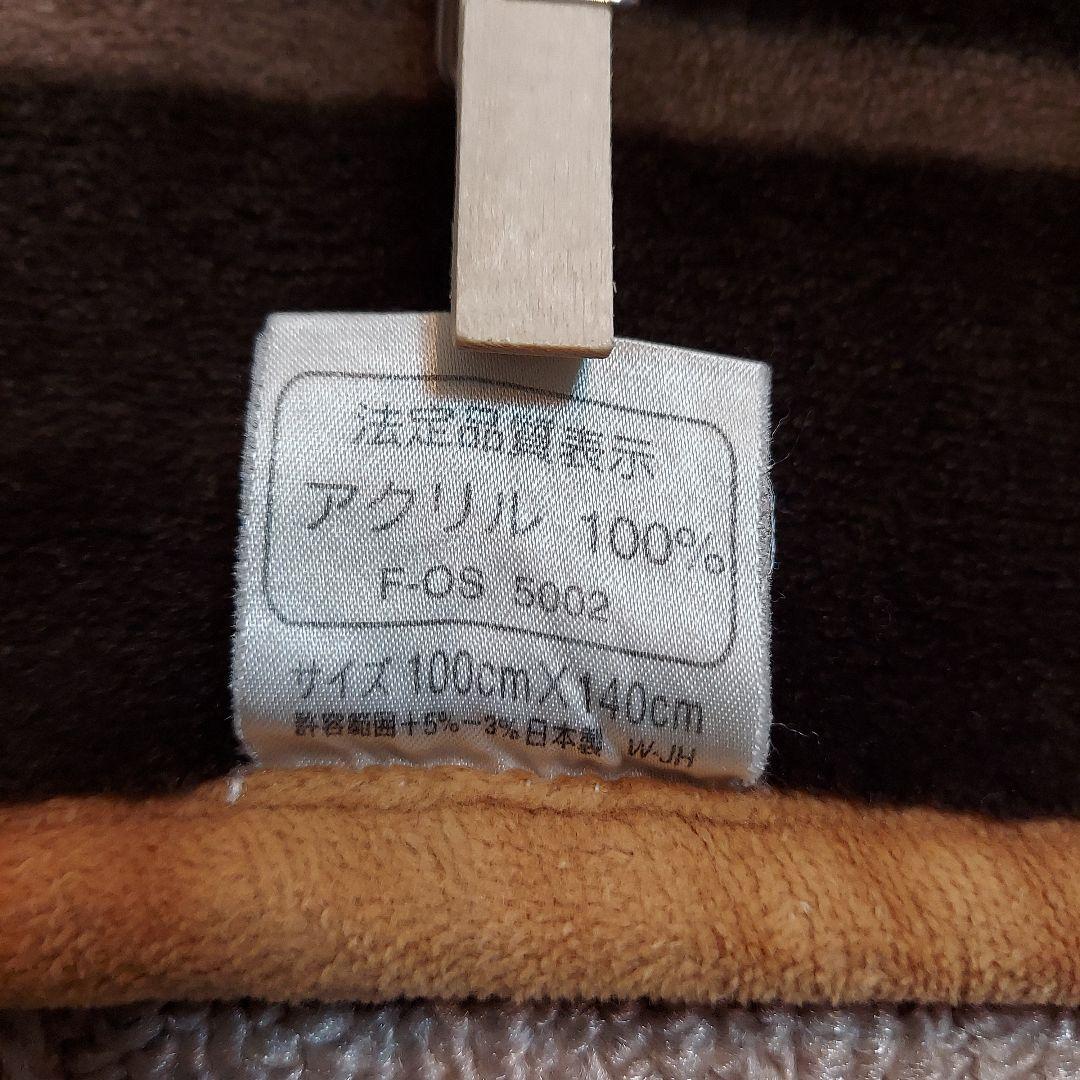 法定品質表示
アクリル 100%
F-OS 5002
サイズ 100cm×140cm
許容範囲+5%-3%日本製 W-JH